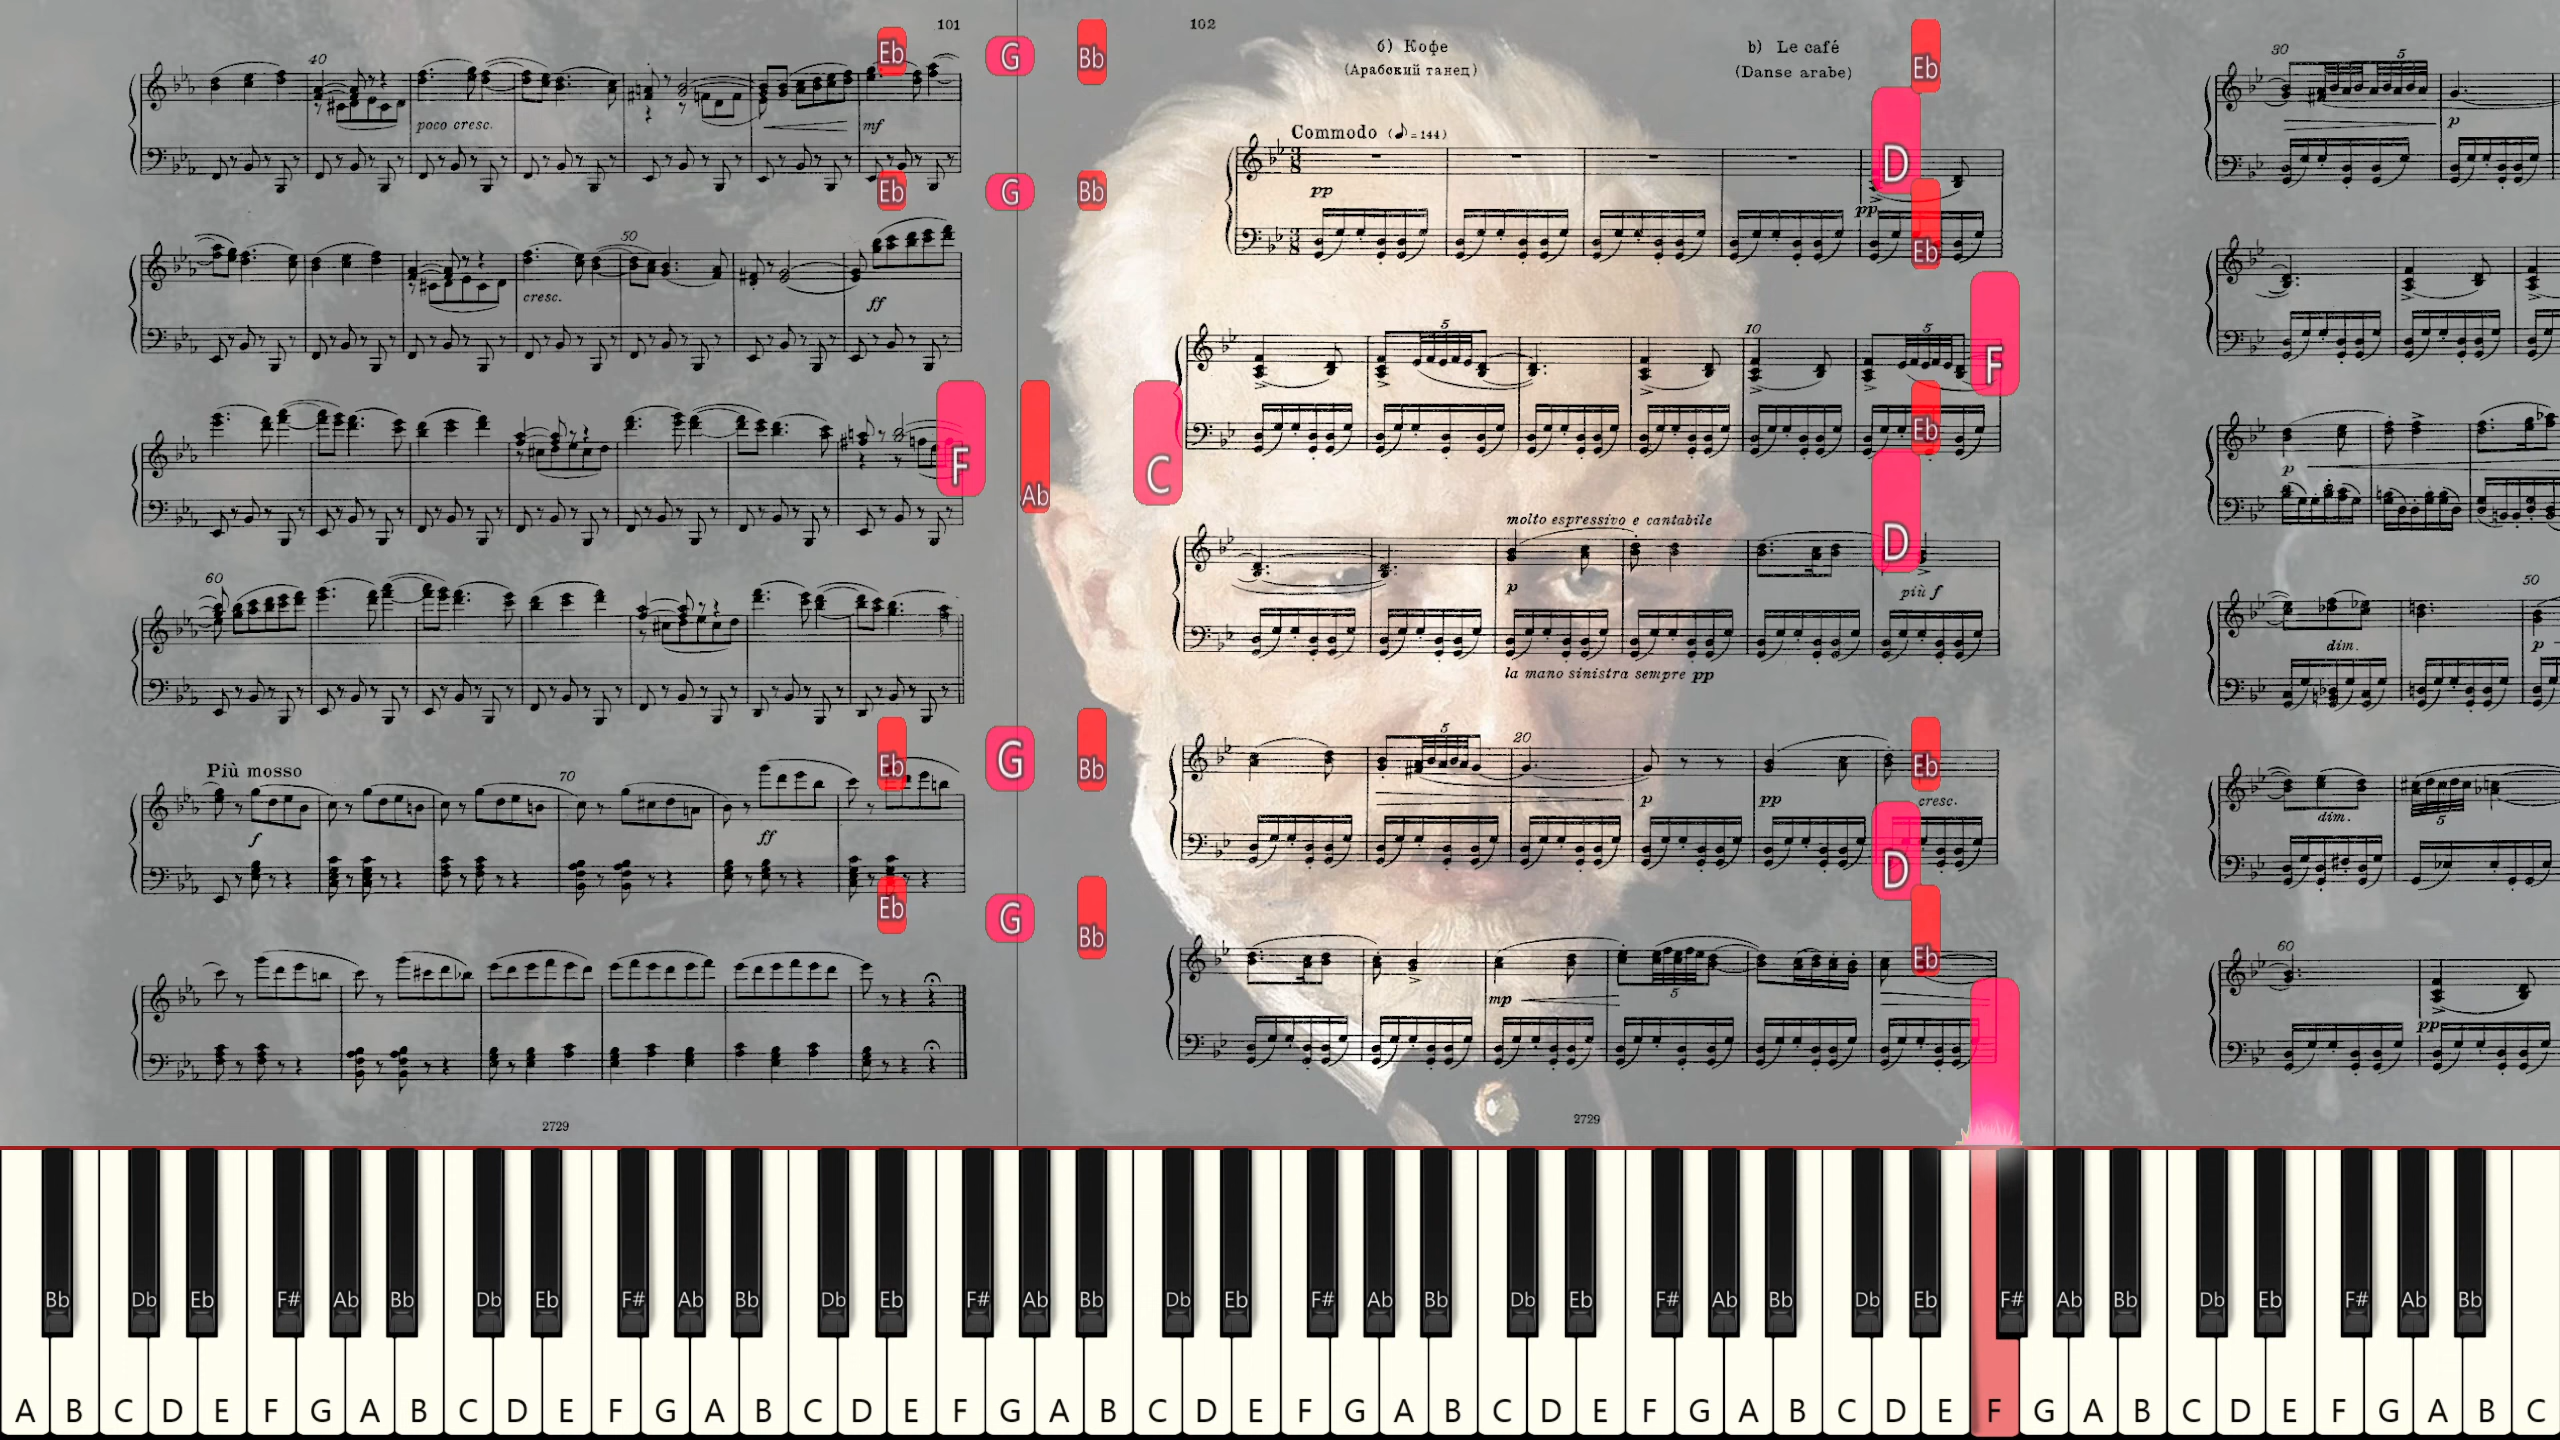 101
40
poco cresc.
mf
50
cresc.
ff
60
Più mosso
70
f
ff
2729
102
б) Кофе
(Арабский танец)
b) Le café
(Danse arabe)
Commodo (♪=144)
pp
pp
5
10
5
molto espressivo e cantabile
p
più f
la mano sinistra sempre pp
5
20
p
pp
cresc.
mp
5
2729
30
5
p
p
50
dim.
p
dim.
5
60
pp
Eb G Bb Eb
D
Eb G Bb
Eb
F
F Ab C Eb
D
Eb G Bb Eb
D
Eb G Bb Eb
Bb Db Eb F# Ab Bb Db Eb F# Ab Bb Db Eb F# Ab Bb Db Eb F# Ab Bb Db Eb F# Ab Bb Db Eb F# Ab Bb Db Eb F# Ab Bb
A B C D E F G A B C D E F G A B C D E F G A B C D E F G A B C D E F G A B C D E F G A B C D E F G A B C